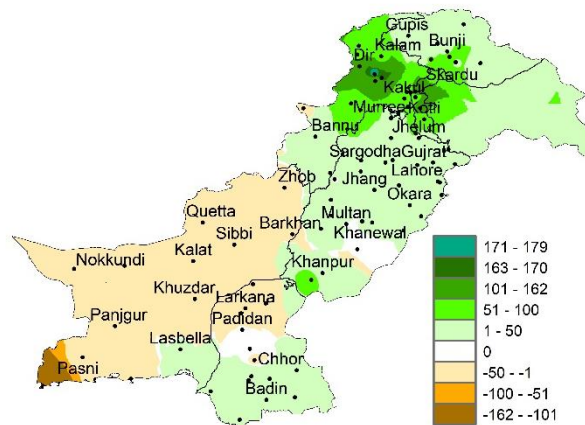 Gupis
Kalam Bunji
Dir
Skardu
Kakul
Murree Kotli
Bannu
Jhelum
Sargodha Gujrat
Zhob Jhang Lahore
Okara
Quetta Multan
Barkhan
Sibbi Khanewal
Kalat
Nokkundi Khanpur
Khuzdar
Larkana
Panjgur Padidan
Lasbella
Pasni Chhor
Badin
171 - 179
163 - 170
101 - 162
51 - 100
1 - 50
0
-50 - -1
-100 - -51
-162 - -101